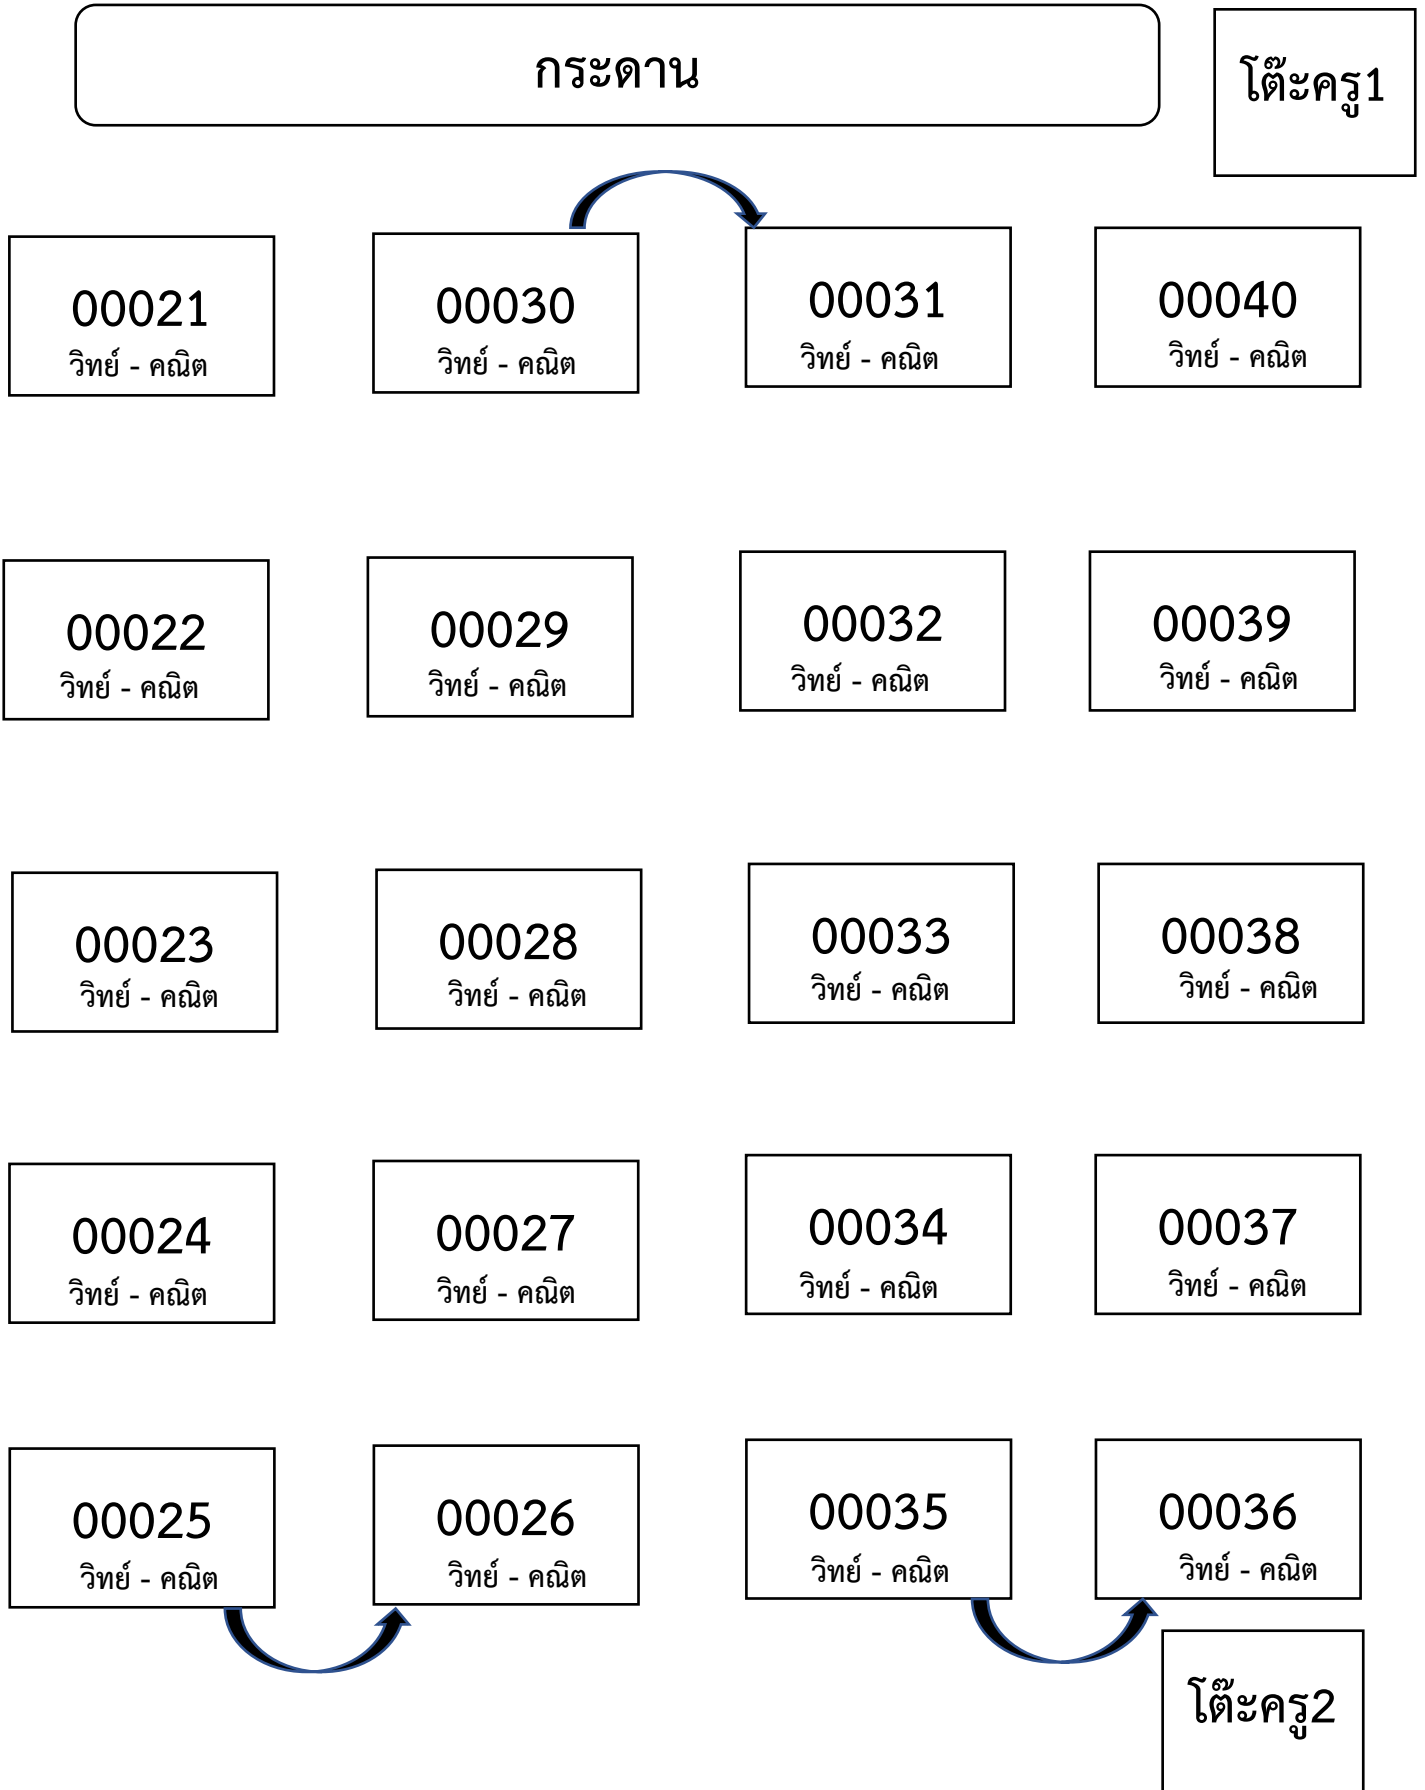 กระดาน
โต๊ะครู1
00021
วิทย์ - คณิต
00030
วิทย์ - คณิต
00031
วิทย์ - คณิต
00040
วิทย์ - คณิต
00022
วิทย์ - คณิต
00029
วิทย์ - คณิต
00032
วิทย์ - คณิต
00039
วิทย์ - คณิต
00023
วิทย์ - คณิต
00028
วิทย์ - คณิต
00033
วิทย์ - คณิต
00038
วิทย์ - คณิต
00024
วิทย์ - คณิต
00027
วิทย์ - คณิต
00034
วิทย์ - คณิต
00037
วิทย์ - คณิต
00025
วิทย์ - คณิต
00026
วิทย์ - คณิต
00035
วิทย์ - คณิต
00036
วิทย์ - คณิต
โต๊ะครู2